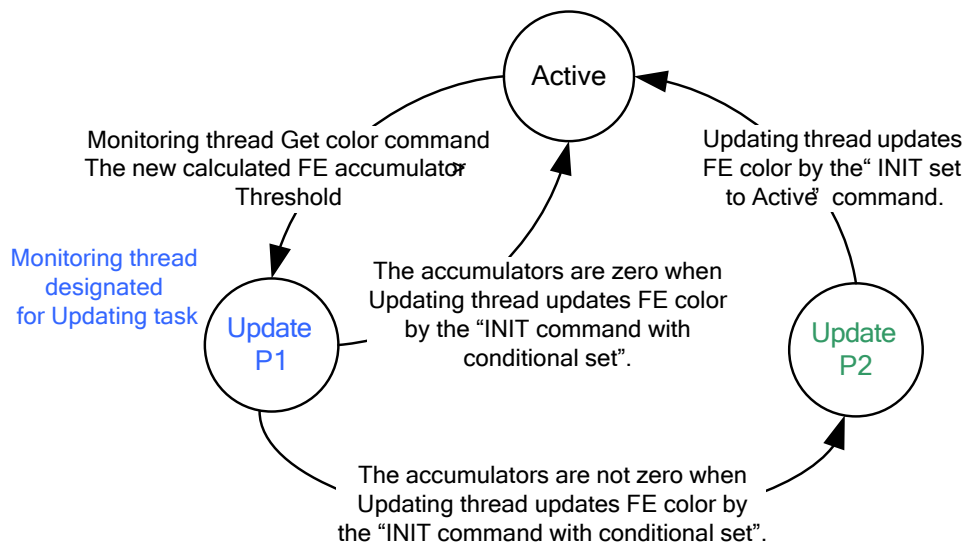 Active
Monitoring thread Get color command
The new calculated FE accumulator>
Threshold
Updating thread updates
FE color by the“ INIT set
to Active” command.
Monitoring thread
designated
for Updating task
The accumulators are zero when
Updating thread updates FE color
by the “INIT command with
conditional set”.
Update
P1
Update
P2
The accumulators are not zero when
Updating thread updates FE color by
the “INIT command with conditional set”.